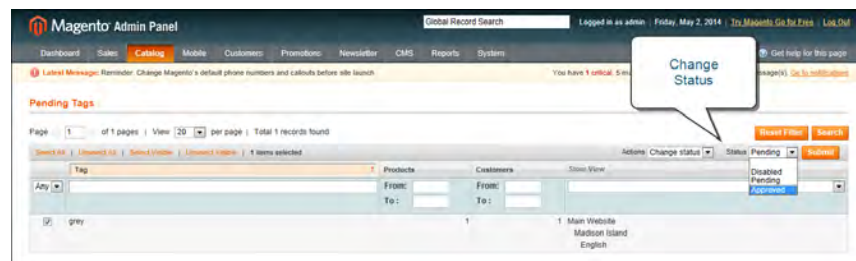 Magento Admin Panel
Global Record Search
Logged in as admin | Friday, May 2, 2014 | Try Magento Go for Free | Log Out
Dashboard Sales Catalog Mobile Customers Promotions Newsletter CMS Reports System
Get help for this page
Latest Message: Reminder: Change Magento's default phone numbers and callouts before site launch
You have 1 critical, 5
Go to notifications
Change
Status
Pending Tags
Page 1 of 1 pages | View 20 per page | Total 1 records found
Reset Filter Search
Select All | Unselect All | Select Visible | Unselect Visible | 1 items selected
Actions Change status Status Pending Submit
Disabled
Pending
Approved
Tag Products Customers Store View
Any From: From:
To : To :
grey 1 1 Main Website
Madison Island
English